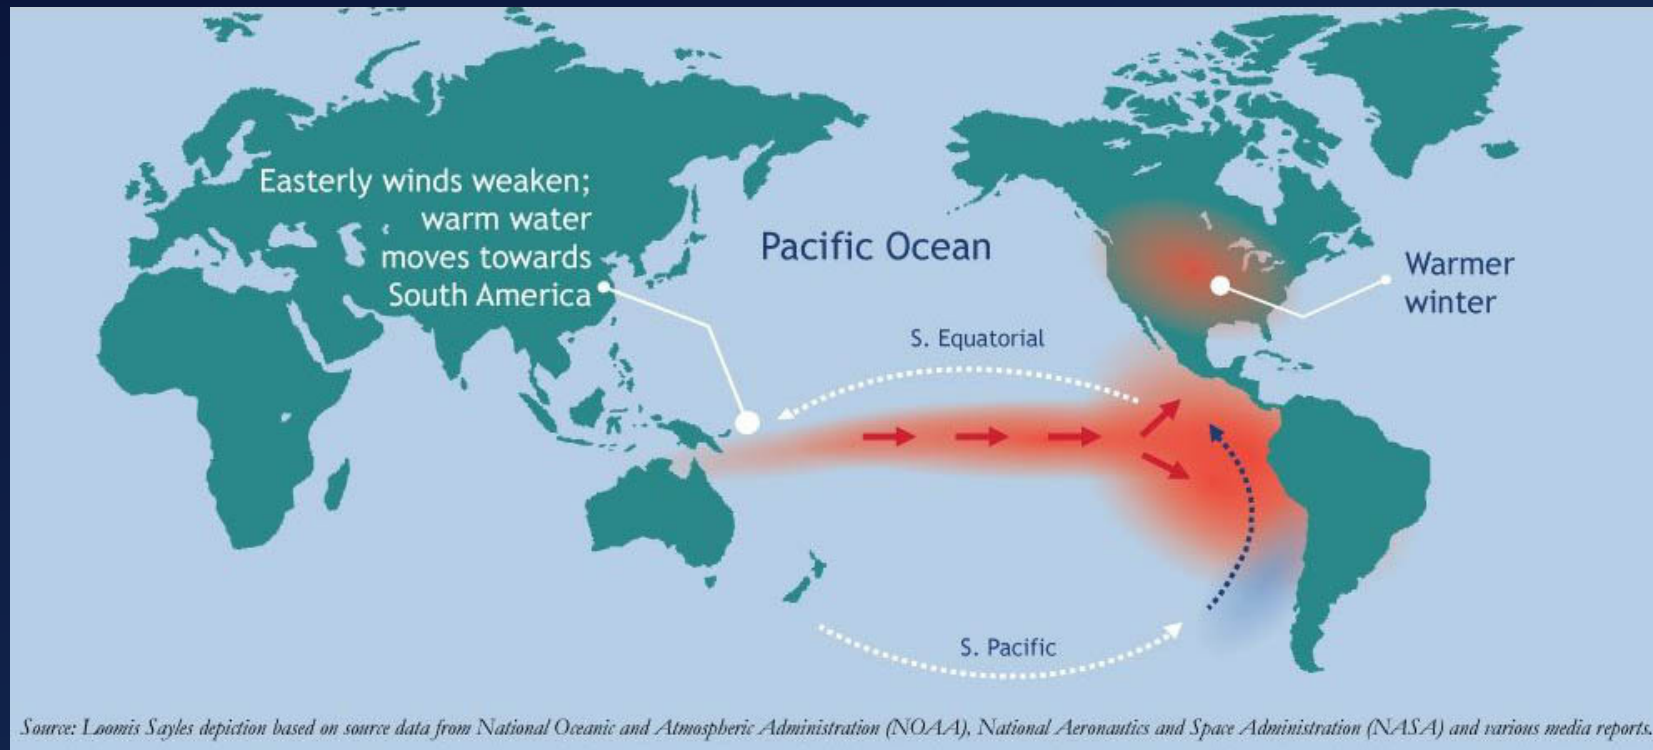 Easterly winds weaken;
warm water
moves towards
South America
Pacific Ocean
Warmer
winter
S. Equatorial
S. Pacific
Source: Loomis Sayles depiction based on source data from National Oceanic and Atmospheric Administration (NOAA), National Aeronautics and Space Administration (NASA) and various media reports.